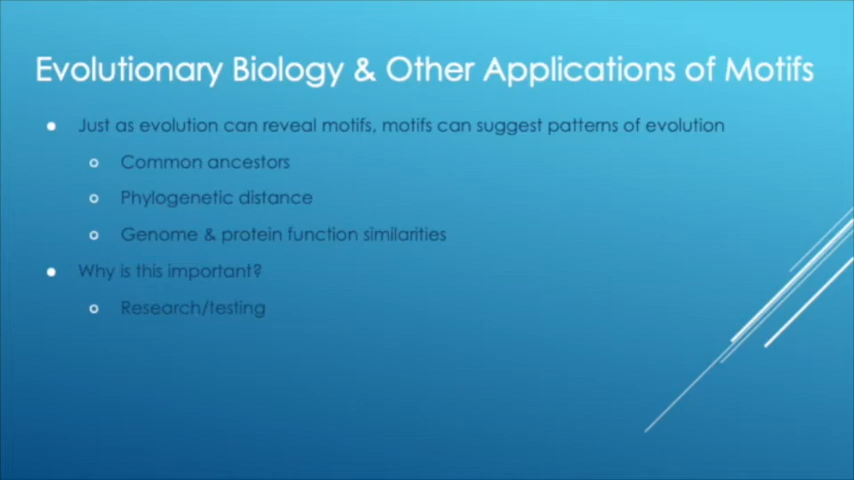 Evolutionary Biology & Other Applications of Motifs
Just as evolution can reveal motifs, motifs can suggest patterns of evolution
Common ancestors
Phylogenetic distance
Genome & protein function similarities
Why is this important?
Research/testing